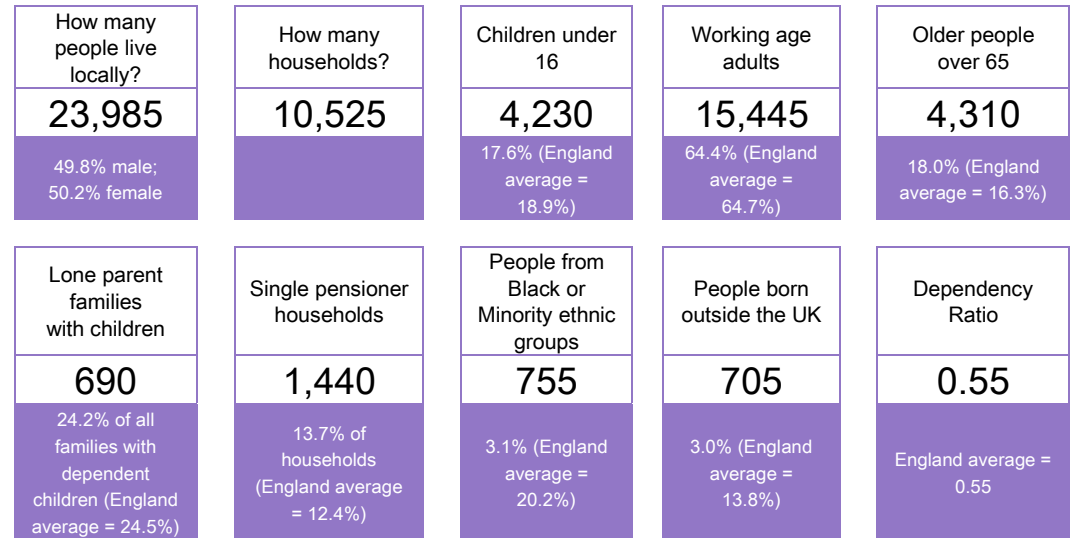 How many
people live
locally?
23,985
49.8% male;
50.2% female
How many
households?
10,525
Children under
16
4,230
17.6% (England
average =
18.9%)
Working age
adults
15,445
64.4% (England
average =
64.7%)
Older people
over 65
4,310
18.0% (England
average = 16.3%)
Lone parent
families
with children
690
24.2% of all
families with
dependent
children (England
average = 24.5%)
Single pensioner
households
1,440
13.7% of
households
(England average
= 12.4%)
People from
Black or
Minority ethnic
groups
755
3.1% (England
average =
20.2%)
People born
outside the UK
705
3.0% (England
average =
13.8%)
Dependency
Ratio
0.55
England average =
0.55